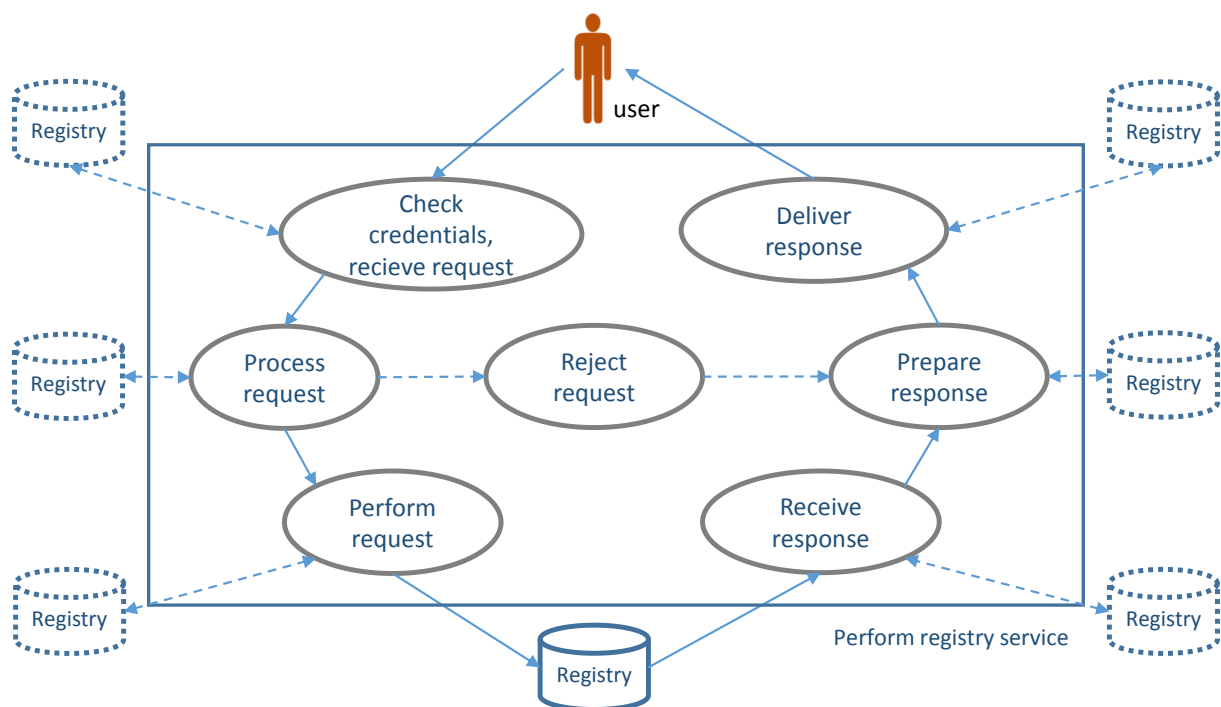 user
Registry
Registry
Check
credentials,
recieve request
Deliver
response
Registry
Process
request
Reject
request
Prepare
response
Registry
Perform
request
Receive
response
Registry
Registry
Perform registry service
Registry